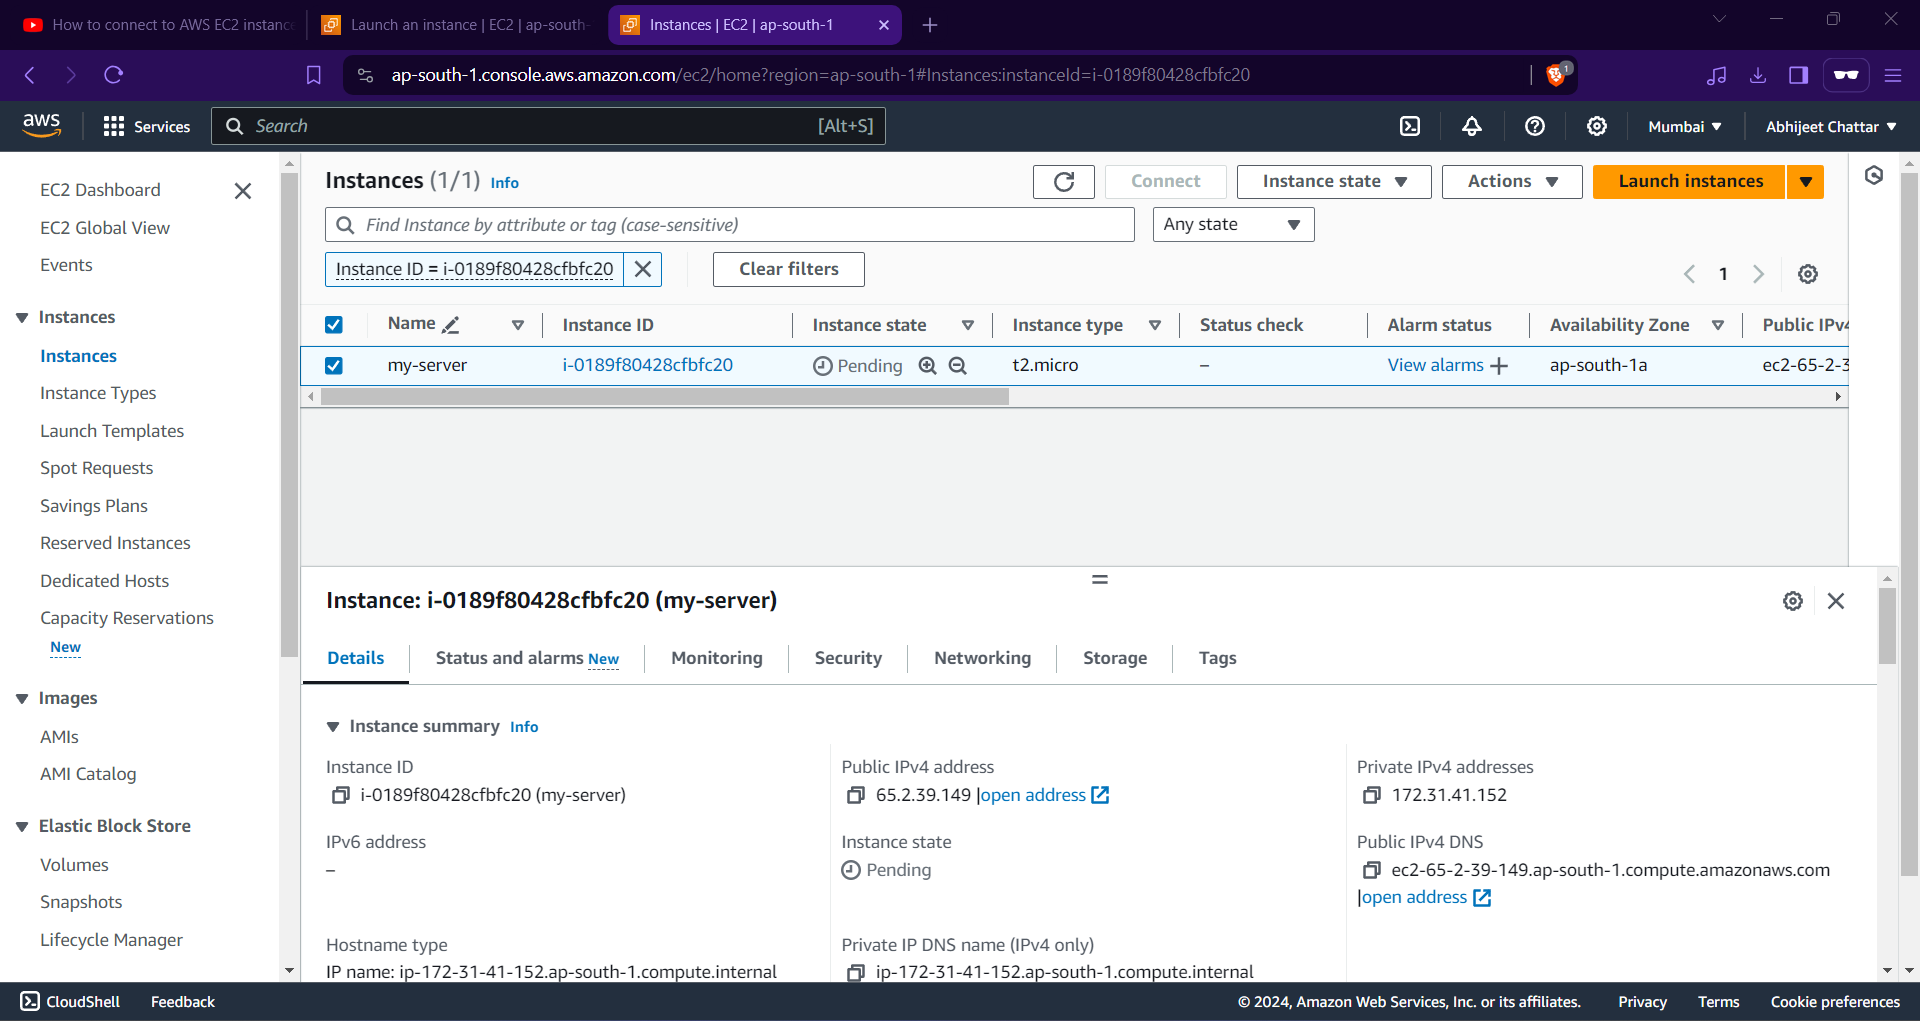 How to connect to AWS EC2 instance
Launch an instance | EC2 | ap-south-
Instances | EC2 | ap-south-1
ap-south-1.console.aws.amazon.com/ec2/home?region=ap-south-1#Instances:instanceId=i-0189f80428cfbfc20
1
aws
Services
Search
[Alt+S]
Mumbai
Abhijeet Chattar
EC2 Dashboard
EC2 Global View
Events
Instances
Instances
Instance Types
Launch Templates
Spot Requests
Savings Plans
Reserved Instances
Dedicated Hosts
Capacity Reservations
New
Images
AMIs
AMI Catalog
Elastic Block Store
Volumes
Snapshots
Lifecycle Manager
Instances (1/1) Info
Connect
Instance state
Actions
Launch instances
Find Instance by attribute or tag (case-sensitive)
Any state
Instance ID = i-0189f80428cfbfc20
Clear filters
1
Name Instance ID Instance state Instance type Status check Alarm status Availability Zone Public IPv4
my-server i-0189f80428cfbfc20 Pending t2.micro – View alarms + ap-south-1a ec2-65-2-3
Instance: i-0189f80428cfbfc20 (my-server)
Details
Status and alarms New
Monitoring
Security
Networking
Storage
Tags
Instance summary Info
Instance ID
i-0189f80428cfbfc20 (my-server)
Public IPv4 address
65.2.39.149 |open address
Private IPv4 addresses
172.31.41.152
IPv6 address
–
Instance state
Pending
Public IPv4 DNS
ec2-65-2-39-149.ap-south-1.compute.amazonaws.com
|open address
Hostname type
IP name: ip-172-31-41-152.ap-south-1.compute.internal
Private IP DNS name (IPv4 only)
ip-172-31-41-152.ap-south-1.compute.internal
CloudShell
Feedback
© 2024, Amazon Web Services, Inc. or its affiliates.
Privacy
Terms
Cookie preferences